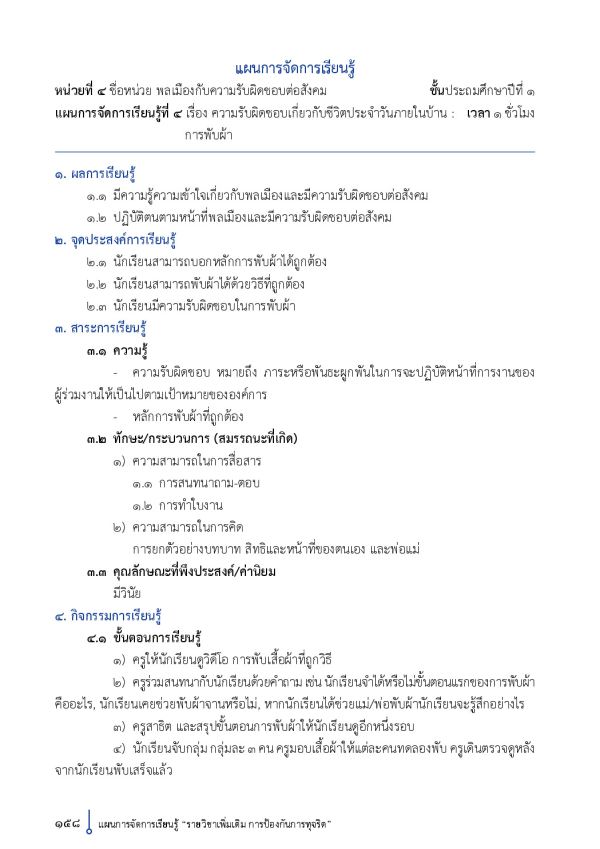 แผนการจัดการเรียนรู้
หน่วยที่ ๔ ชื่อหน่วย พลเมืองกับความรับผิดชอบต่อสังคม ชั้นประถมศึกษาปีที่ ๑
แผนการจัดการเรียนรู้ที่ ๔ เรื่อง ความรับผิดชอบเกี่ยวกับชีวิตประจำวันภายในบ้าน : เวลา ๑ ชั่วโมง
การพับผ้า
๑. ผลการเรียนรู้
๑.๑ มีความรู้ความเข้าใจเกี่ยวกับพลเมืองและมีความรับผิดชอบต่อสังคม
๑.๒ ปฏิบัติตนตามหน้าที่พลเมืองและมีความรับผิดชอบต่อสังคม
๒. จุดประสงค์การเรียนรู้
๒.๑ นักเรียนสามารถบอกหลักการพับผ้าได้ถูกต้อง
๒.๒ นักเรียนสามารถพับผ้าได้ด้วยวิธีที่ถูกต้อง
๒.๓ นักเรียนมีความรับผิดชอบในการพับผ้า
๓. สาระการเรียนรู้
๓.๑ ความรู้
- ความรับผิดชอบ หมายถึง ภาระหรือพันธะผูกพันในการจะปฏิบัติหน้าที่การงานของ
ผู้ร่วมงานให้เป็นไปตามเป้าหมายขององค์การ
- หลักการพับผ้าที่ถูกต้อง
๓.๒ ทักษะ/กระบวนการ (สมรรถนะที่เกิด)
๑) ความสามารถในการสื่อสาร
๑.๑ การสนทนาถาม-ตอบ
๑.๒ การทำใบงาน
๒) ความสามารถในการคิด
การยกตัวอย่างบทบาท สิทธิและหน้าที่ของตนเอง และพ่อแม่
๓.๓ คุณลักษณะที่พึงประสงค์/ค่านิยม
มีวินัย
๔. กิจกรรมการเรียนรู้
๔.๑ ขั้นตอนการเรียนรู้
๑) ครูให้นักเรียนดูวิดีโอ การพับเสื้อผ้าที่ถูกวิธี
๒) ครูร่วมสนทนากับนักเรียนด้วยคำถาม เช่น นักเรียนจำได้หรือไม่ขั้นตอนแรกของการพับผ้า
คืออะไร, นักเรียนเคยช่วยพับผ้าจานหรือไม่, หากนักเรียนได้ช่วยแม่/พ่อพับผ้านักเรียนจะรู้สึกอย่างไร
๓) ครูสาธิต และสรุปขั้นตอนการพับผ้าให้นักเรียนดูอีกหนึ่งรอบ
๔) นักเรียนจับกลุ่ม กลุ่มละ ๓ คน ครูมอบเสื้อผ้าให้แต่ละคนทดลองพับ ครูเดินตรวจดูหลัง
จากนักเรียนพับเสร็จแล้ว
๑๕๘ แผนการจัดการเรียนรู้ "รายวิชาเพิ่มเติม การป้องกันการทุจริต"